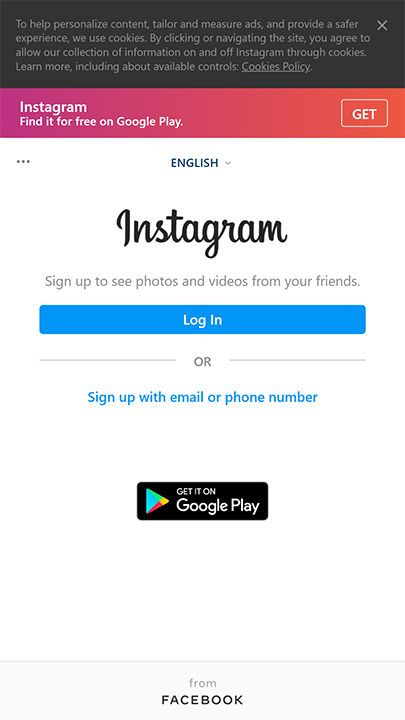 To help personalize content, tailor and measure ads, and provide a safer
experience, we use cookies. By clicking or navigating the site, you agree to
allow our collection of information on and off Instagram through cookies.
Learn more, including about available controls: Cookies Policy.
Instagram
Find it for free on Google Play.
GET
ENGLISH
Instagram
Sign up to see photos and videos from your friends.
Log In
OR
Sign up with email or phone number
GET IT ON
Google Play
from
FACEBOOK